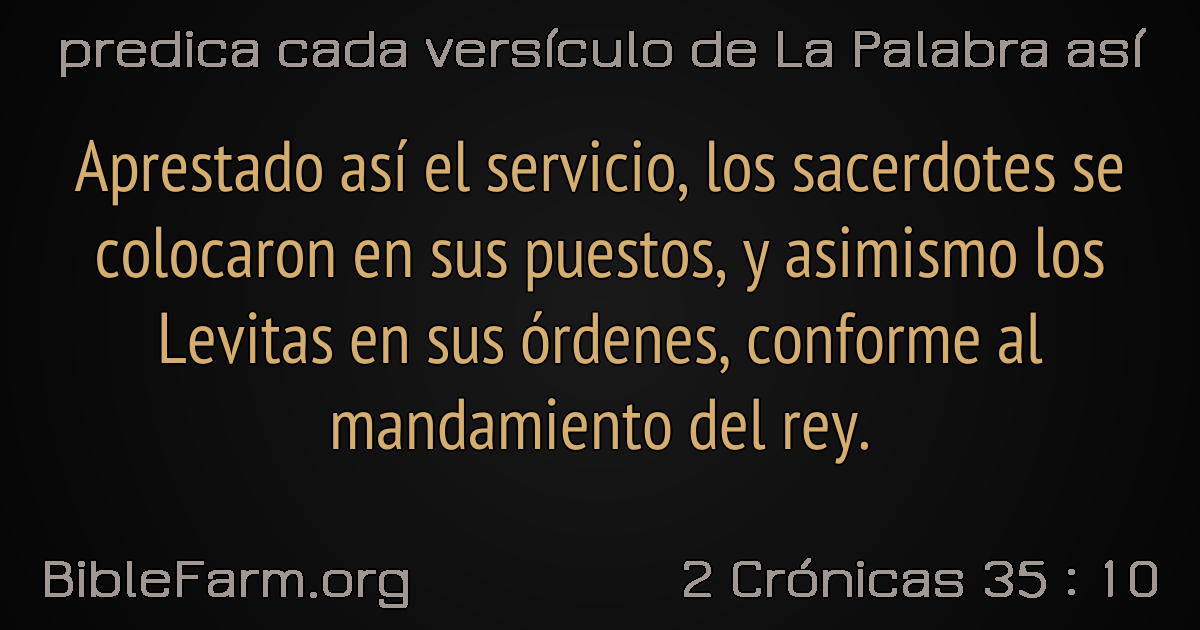 predica cada versículo de La Palabra así
Aprestado así el servicio, los sacerdotes se
colocaron en sus puestos, y asimismo los
Levitas en sus órdenes, conforme al
mandamiento del rey.
BibleFarm.org
2 Crónicas 35 : 10